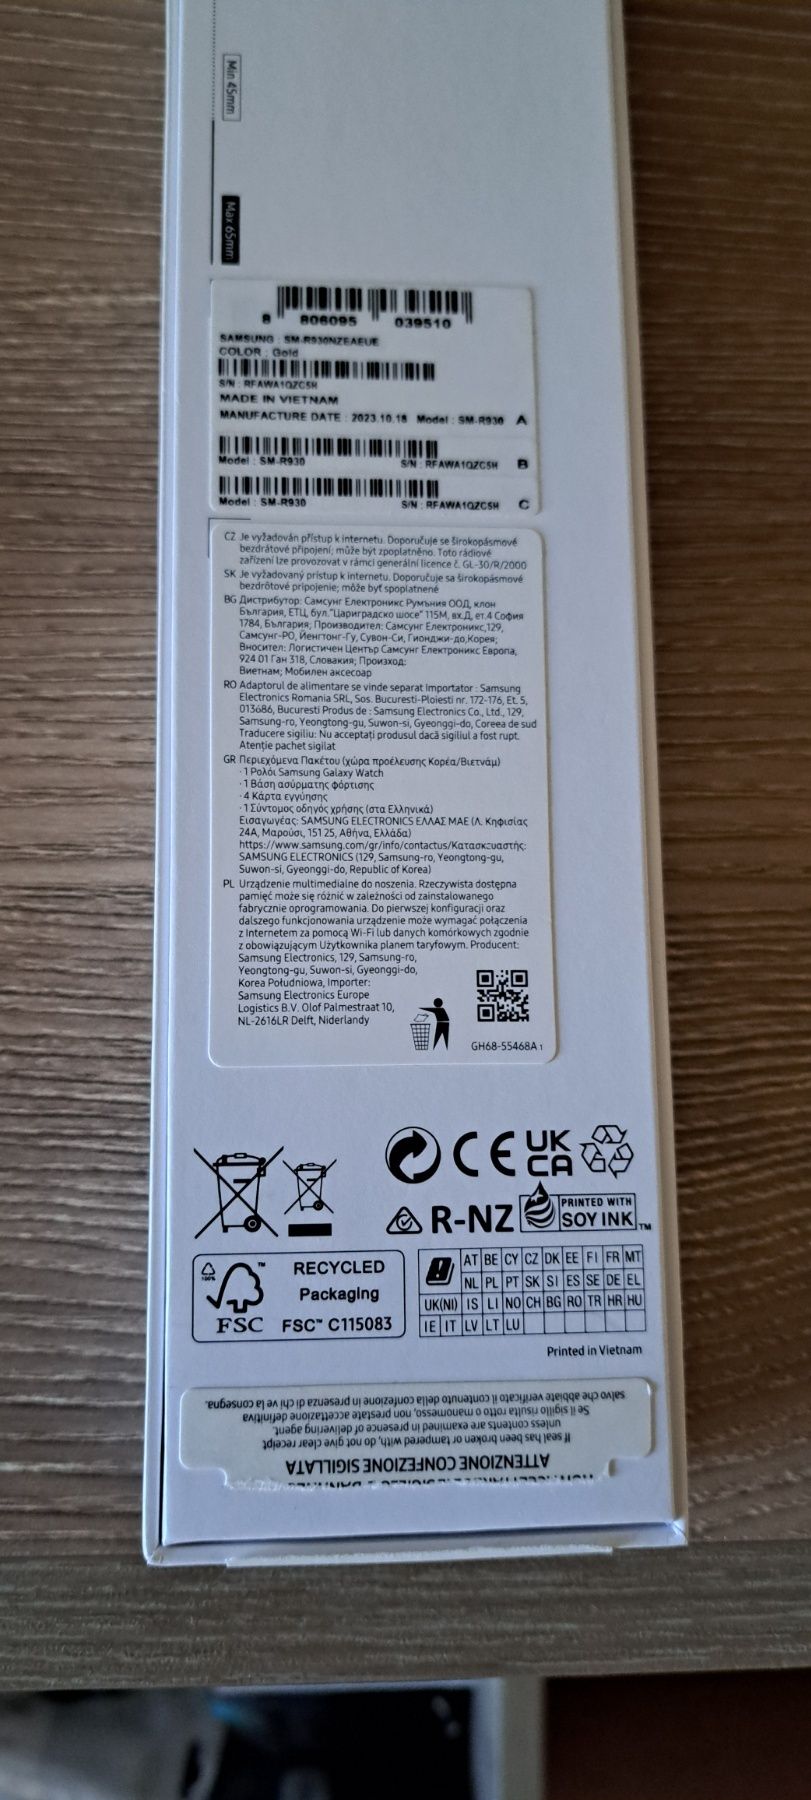 Min 45mm
Max 65mm
8 806095 039510
SAMSUNG : SM-R930NZEAEUE
COLOR : Gold
S/N : RFAWA1QZC5H
MADE IN VIETNAM
MANUFACTURE DATE : 2023.10.18 Model : SM-R930 A
Model : SM-R930 S/N : RFAWA1QZC5H B
Model : SM-R930 S/N : RFAWA1QZC5H C
CZ Je vyžadován přístup k internetu. Doporučuje se širokopásmové
bezdrátové připojení; může být zpoplatněno. Toto rádiové
zařízení lze provozovat v rámci generální licence č. GL-30/R/2000
SK Je vyžadovaný prístup k internetu. Doporučuje sa širokopásmové
bezdrôtové pripojenie; môže byť spoplatnené
BG Дистрибутор: Самсунг Електроникс Румъния ООД, клон
България, ЕТЦ, бул."Цариградско шосе" 115М, вх.Д, ет.4 София
1784, България; Производител: Самсунг Електроникс,129,
Самсунг-РО, Йенгтонг-Гу, Сувон-Си, Гионджи-до,Корея;
Вносител: Логистичен Център Самсунг Електроникс Европа,
924 01 Ган 318, Словакия; Произход:
Виетнам; Мобилен аксесоар
RO Adaptorul de alimentare se vinde separat Importator : Samsung
Electronics Romania SRL, Sos. Bucuresti-Ploiesti nr. 172-176, Et. 5,
013686, Bucuresti Produs de : Samsung Electronics Co., Ltd., 129,
Samsung-ro, Yeongtong-gu, Suwon-si, Gyeonggi-do, Coreea de sud
Traducere sigiliu: Nu acceptați produsul dacă sigiliul a fost rupt.
Atenție pachet sigilat
GR Περιεχόμενα Πακέτου (χώρα προέλευσης Κορέα/Βιετνάμ)
· 1 Ρολόι Samsung Galaxy Watch
· 1 Βάση ασύρματης φόρτισης
· 4 Κάρτα εγγύησης
· 1 Σύντομος οδηγός χρήσης (στα Ελληνικά)
Εισαγωγέας: SAMSUNG ELECTRONICS ΕΛΛΑΣ ΜΑΕ (Λ. Κηφισίας
24Α, Μαρούσι, 151 25, Αθήνα, Ελλάδα)
https://www.samsung.com/gr/info/contactus/Κατασκευαστής:
SAMSUNG ELECTRONICS (129, Samsung-ro, Yeongtong-gu,
Suwon-si, Gyeonggi-do, Republic of Korea)
PL Urządzenie multimedialne do noszenia. Rzeczywista dostępna
pamięć może się różnić w zależności od zainstalowanego
fabrycznie oprogramowania. Do pierwszej konfiguracji oraz
dalszego funkcjonowania urządzenie może wymagać połączenia
z Internetem za pomocą Wi-Fi lub danych komórkowych zgodnie
z obowiązującym Użytkownika planem taryfowym. Producent:
Samsung Electronics, 129, Samsung-ro,
Yeongtong-gu, Suwon-si, Gyeonggi-do,
Korea Południowa, Importer:
Samsung Electronics Europe
Logistics B.V. Olof Palmestraat 10,
NL-2616LR Delft, Niderlandy
GH68-55468A 1
CE UK
CA
R-NZ PRINTED WITH
SOY INK™
100%
FSC™
RECYCLED
Packaging
FSC™ C115083
AT BE CY CZ DK EE FI FR MT
NL PL PT SK SI ES SE DE EL
UK(NI) IS LI NO CH BG RO TR HR HU
IE IT LV LT LU
Printed in Vietnam
ATTENZIONE CONFEZIONE SIGILLATA
If seal has been broken or tampered with, do not give clear receipt
unless contents are examined in presence of delivering agent.
Se il sigillo risulta rotto o manomesso, non prestate accettazione definitiva
salvo che abbiate verificato il contenuto della confezione in presenza di chi ve la consegna.